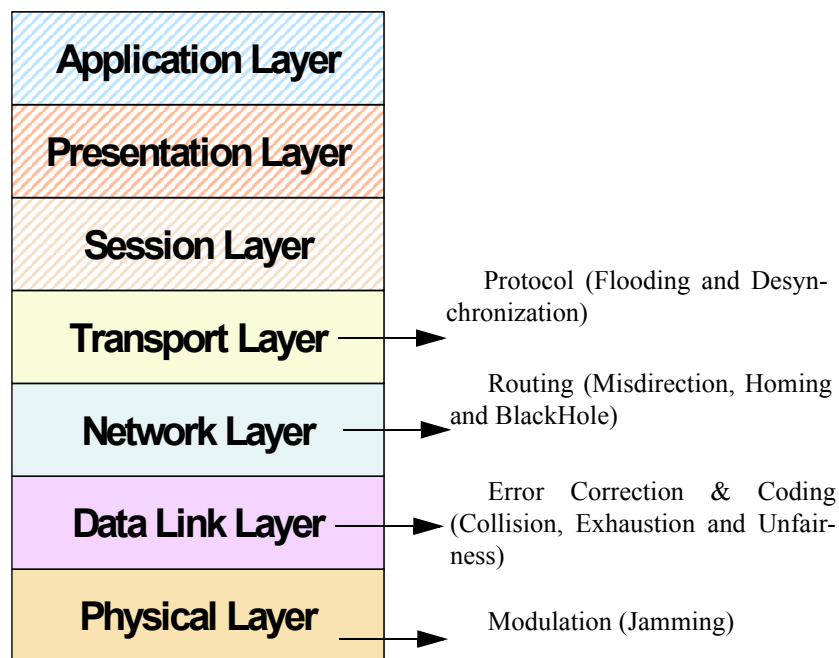 Application Layer
Presentation Layer
Session Layer
Protocol (Flooding and Desyn-
chronization)
Transport Layer
Routing (Misdirection, Homing
and BlackHole)
Network Layer
Error Correction & Coding
(Collision, Exhaustion and Unfair-
ness)
Data Link Layer
Physical Layer
Modulation (Jamming)